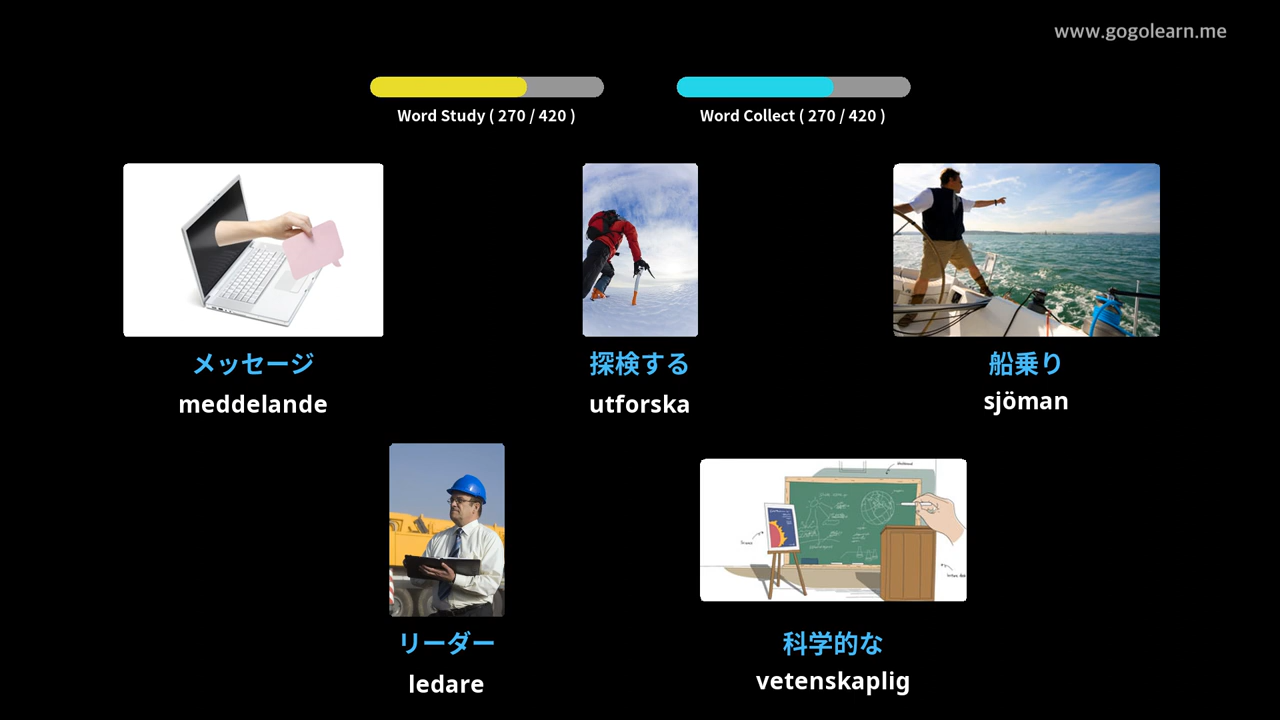 www.gogolearn.me
Word Study ( 270 / 420 )
Word Collect ( 270 / 420 )
メッセージ
meddelande
探検する
utforska
船乗り
sjöman
リーダー
ledare
科学的な
vetenskaplig